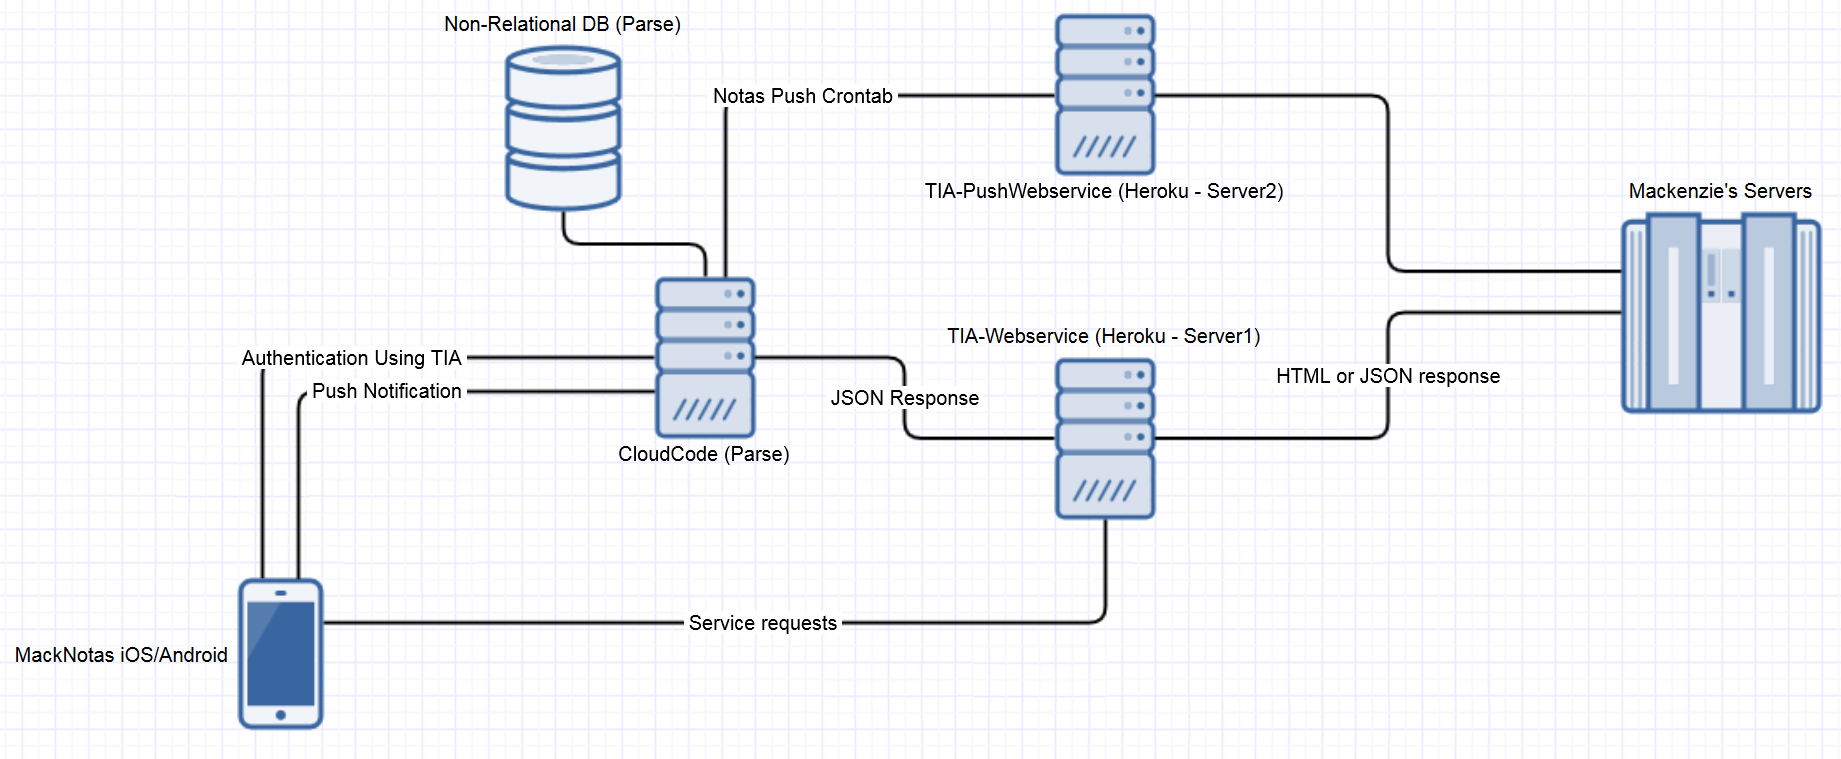 Non-Relational DB (Parse)
Notas Push Crontab
TIA-PushWebservice (Heroku - Server2)
Mackenzie's Servers
TIA-Webservice (Heroku - Server1)
Authentication Using TIA
HTML or JSON response
Push Notification
JSON Response
CloudCode (Parse)
Service requests
MackNotas iOS/Android